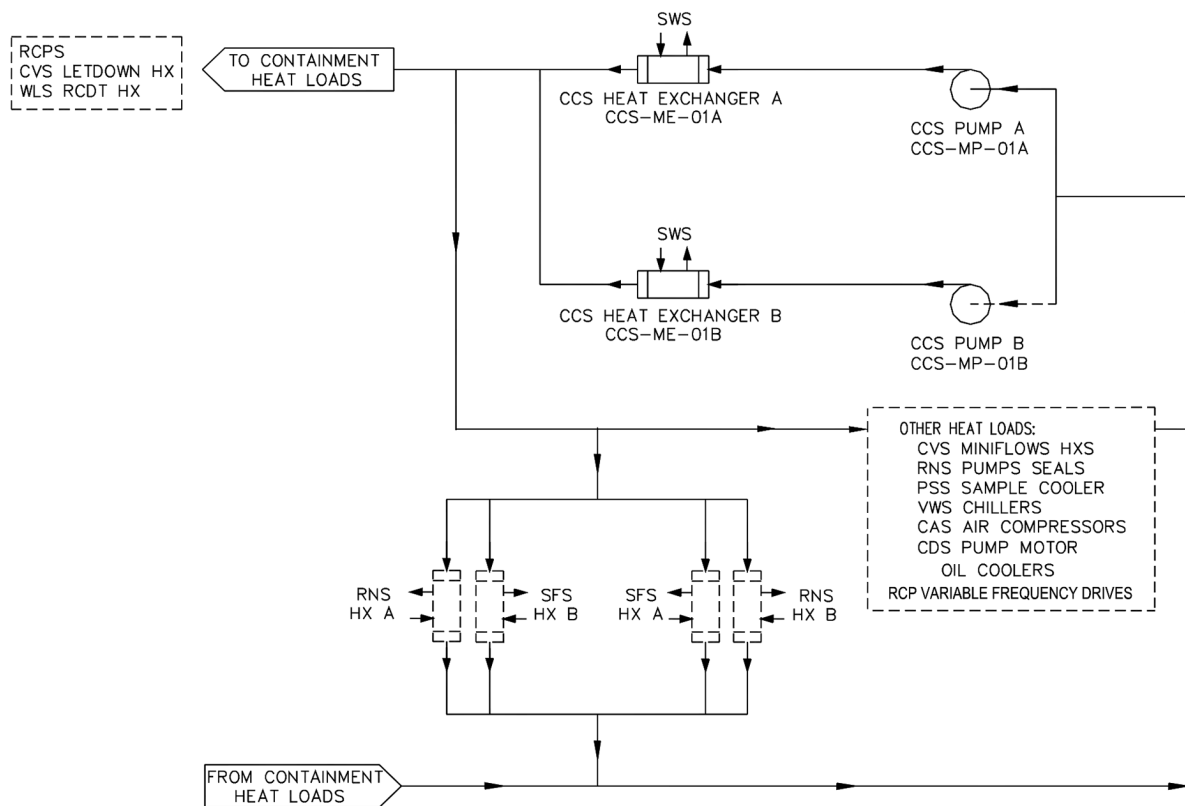 SWS
RCPS
CVS LETDOWN HX
WLS RCDT HX
TO CONTAINMENT
HEAT LOADS
CCS HEAT EXCHANGER A
CCS-ME-01A
CCS PUMP A
CCS-MP-01A
SWS
CCS HEAT EXCHANGER B
CCS-ME-01B
CCS PUMP B
CCS-MP-01B
OTHER HEAT LOADS:
CVS MINIFLOWS HXS
RNS PUMPS SEALS
PSS SAMPLE COOLER
VWS CHILLERS
CAS AIR COMPRESSORS
CDS PUMP MOTOR
OIL COOLERS
RCP VARIABLE FREQUENCY DRIVES
RNS
HX A
SFS
HX B
SFS
HX A
RNS
HX B
FROM CONTAINMENT
HEAT LOADS